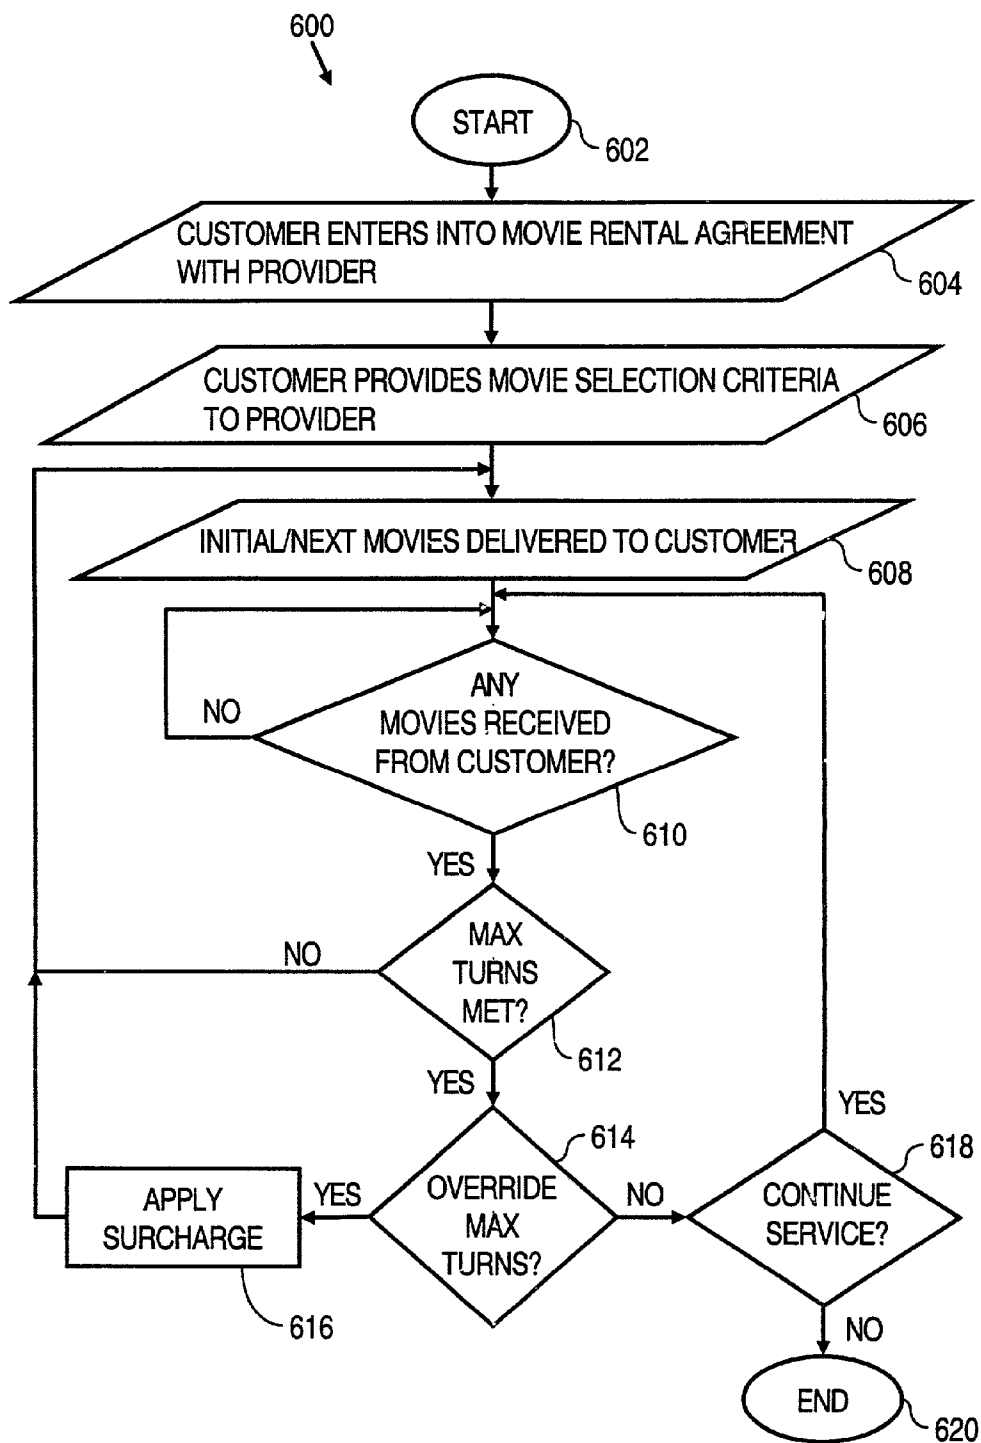 600
START
602
CUSTOMER ENTERS INTO MOVIE RENTAL AGREEMENT
WITH PROVIDER
604
CUSTOMER PROVIDES MOVIE SELECTION CRITERIA
TO PROVIDER
606
INITIAL/NEXT MOVIES DELIVERED TO CUSTOMER
608
ANY
MOVIES RECEIVED
FROM CUSTOMER?
NO
610
YES
MAX
TURNS
MET?
NO
612
YES
614
OVERRIDE
MAX
TURNS?
YES
APPLY
SURCHARGE
616
NO
YES
618
CONTINUE
SERVICE?
NO
END
620